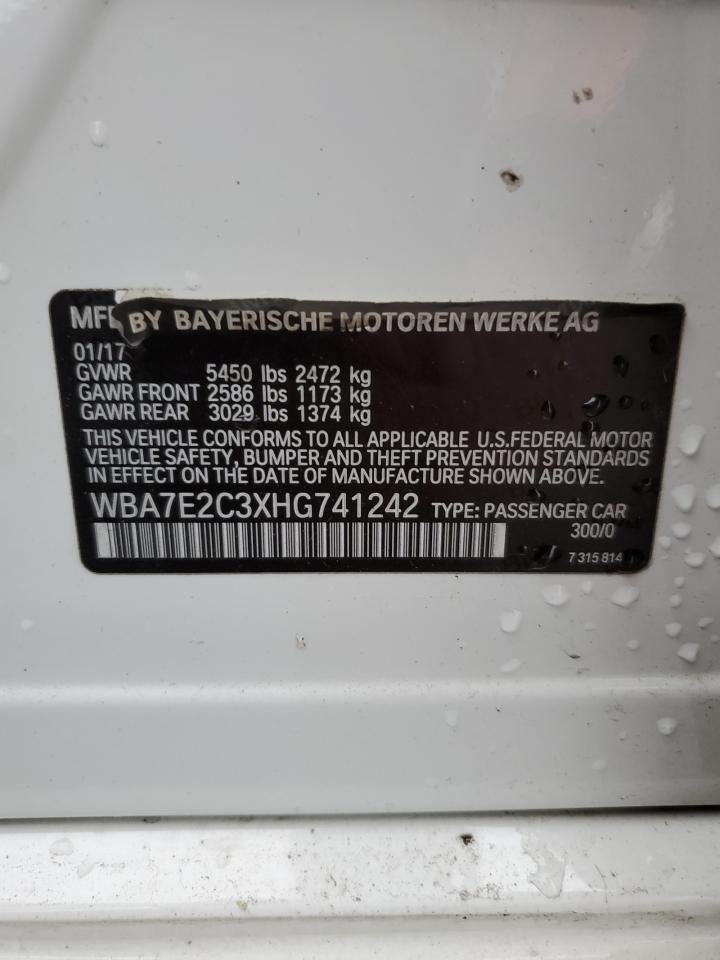 MFD BY BAYERISCHE MOTOREN WERKE AG
01/17
GVWR 5450 lbs 2472 kg
GAWR FRONT 2586 lbs 1173 kg
GAWR REAR 3029 lbs 1374 kg
THIS VEHICLE CONFORMS TO ALL APPLICABLE U.S.FEDERAL MOTOR
VEHICLE SAFETY, BUMPER AND THEFT PREVENTION STANDARDS
IN EFFECT ON THE DATE OF MANUFACTURE SHOWN ABOVE.
WBA7E2C3XHG741242 TYPE: PASSENGER CAR
300/0
7 315 814